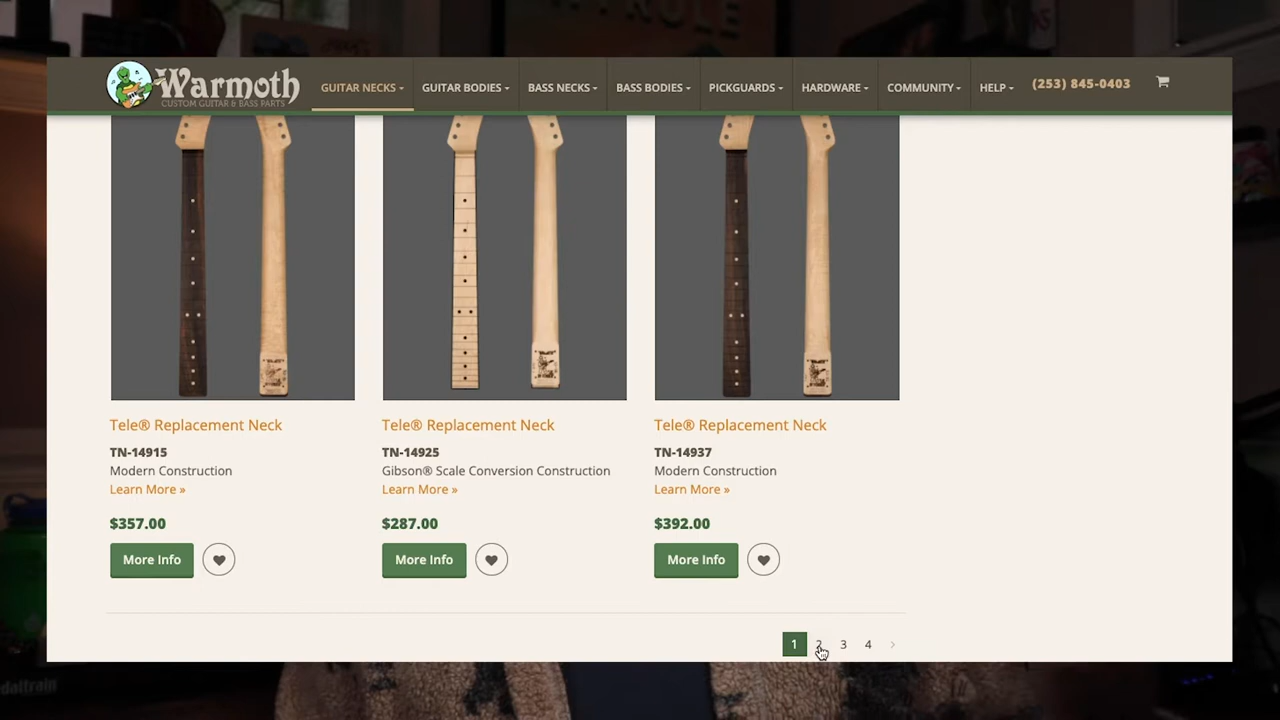 Warmoth
CUSTOM GUITAR & BASS PARTS
GUITAR NECKS
GUITAR BODIES
BASS NECKS
BASS BODIES
PICKGUARDS
HARDWARE
COMMUNITY
HELP
(253) 845-0403
Tele® Replacement Neck
TN-14915
Modern Construction
Learn More »
$357.00
More Info
Tele® Replacement Neck
TN-14925
Gibson® Scale Conversion Construction
Learn More »
$287.00
More Info
Tele® Replacement Neck
TN-14937
Modern Construction
Learn More »
$392.00
More Info
1 2 3 4 >